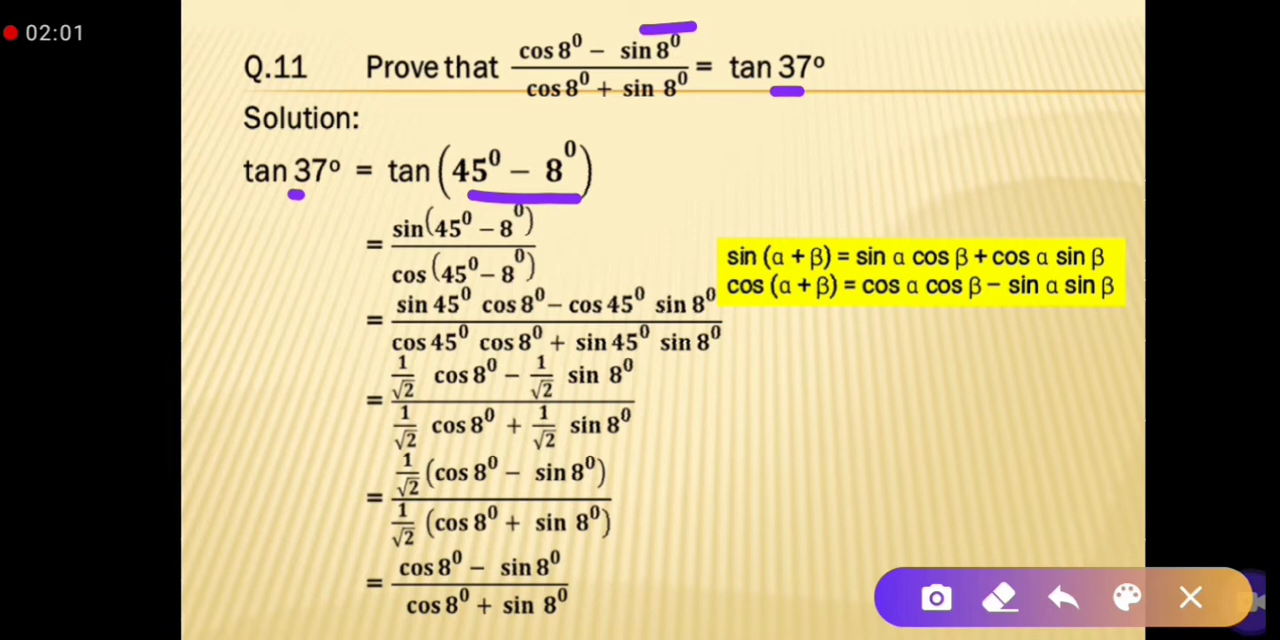 02:01
Q.11 Prove that (cos 8⁰ − sin 8⁰)/(cos 8⁰ + sin 8⁰) = tan 37º
Solution:
tan 37º = tan (45⁰ − 8⁰)
= sin(45⁰ − 8⁰)/cos (45⁰ − 8⁰)
sin (α + β) = sin α cos β + cos α sin β
cos (α + β) = cos α cos β − sin α sin β
= (sin 45⁰ cos 8⁰ − cos 45⁰ sin 8⁰)/(cos 45⁰ cos 8⁰ + sin 45⁰ sin 8⁰)
= (1/√2 cos 8⁰ − 1/√2 sin 8⁰)/(1/√2 cos 8⁰ + 1/√2 sin 8⁰)
= 1/√2 (cos 8⁰ − sin 8⁰)/1/√2 (cos 8⁰ + sin 8⁰)
= (cos 8⁰ − sin 8⁰)/(cos 8⁰ + sin 8⁰)